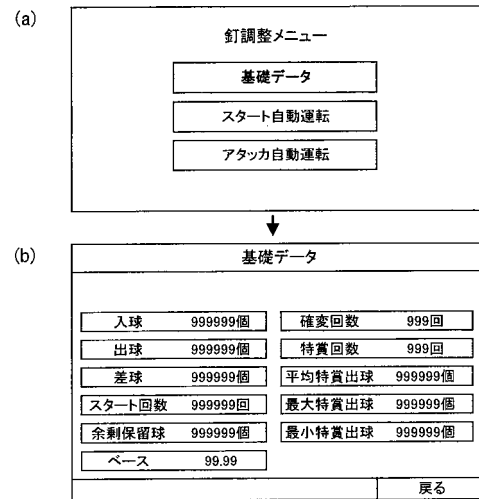 (a)
釘調整メニュー
基礎データ
スタート自動運転
アタッカ自動運転
(b)
基礎データ
入球 999999個
確変回数 999回
出球 999999個
特賞回数 999回
差球 999999個
平均特賞出球 999999個
スタート回数 999999回
最大特賞出球 999999個
余剰保留球 999999個
最小特賞出球 999999個
ベース 99.99
戻る